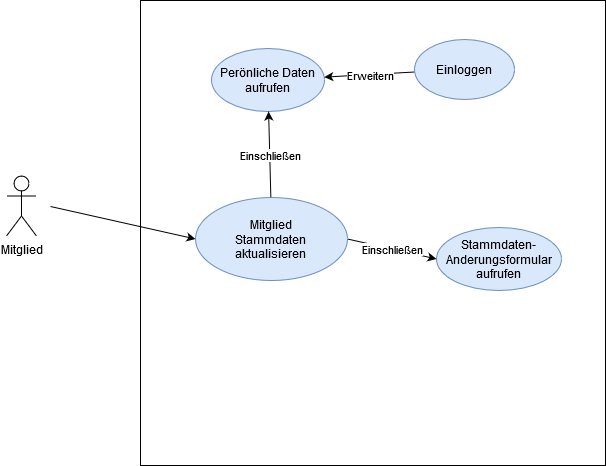 Perönliche Daten
aufrufen
Erweitern
Einloggen
Einschließen
Mitglied
Mitglied
Stammdaten
aktualisieren
Einschließen
Stammdaten-
Anderungsformular
aufrufen